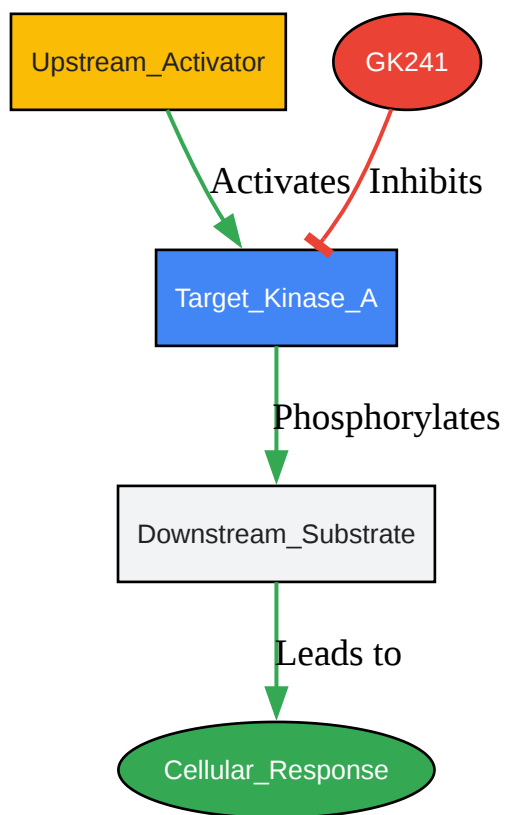 Upstream_Activator
GK241
Activates
Inhibits
Target_Kinase_A
Phosphorylates
Downstream_Substrate
Leads to
Cellular_Response